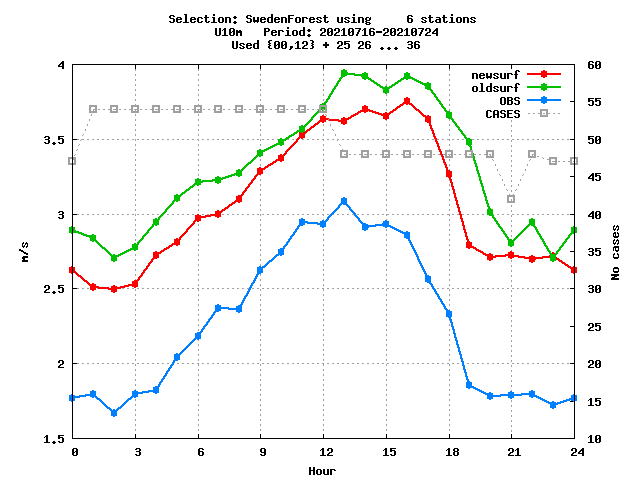 Selection: SwedenForest using     6 stations
U10m   Period: 20210716-20210724
Used {00,12} + 25 26 ... 36
newsurf
oldsurf
OBS
CASES
4
3.5
3
2.5
2
1.5
m/s
60
55
50
45
40
35
30
25
20
15
10
No cases
0 3 6 9 12 15 18 21 24
Hour